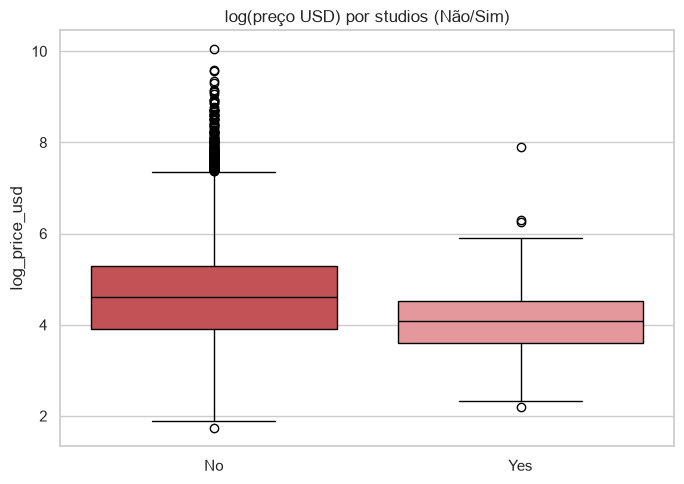 log(preço USD) por studios (Não/Sim)
10
8
6
4
2
log_price_usd
No Yes